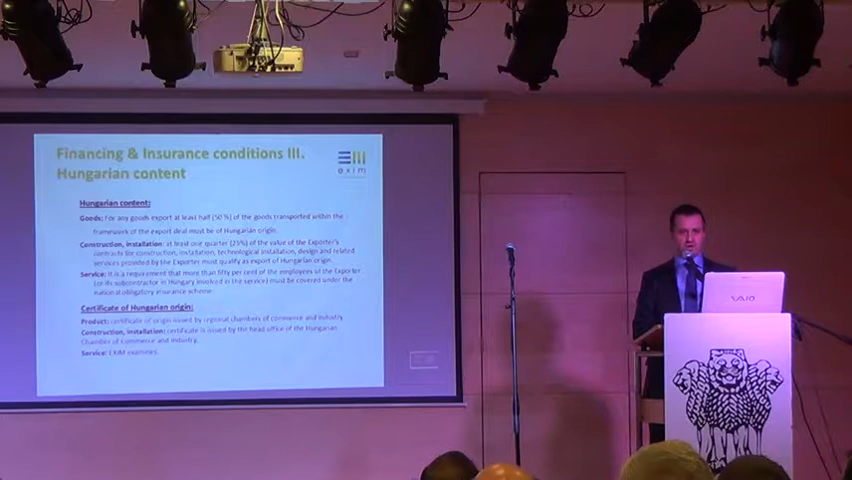 Financing & Insurance conditions III.
Hungarian content
exim
Hungarian content:
Goods: For any goods export at least half (50 %) of the goods transported within the
framework of the export deal must be of Hungarian origin.
Construction, installation: at least one quarter (25%) of the value of the Exporter's
contracts for construction, installation, technological installation, design and related
services provided by the Exporter must qualify as export of Hungarian origin.
Service: It is a requirement that more than fifty per cent of the employees of the Exporter
(or its subcontractor in Hungary involved in the service) must be covered under the
national obligatory insurance scheme.
Certificate of Hungarian origin:
Product: certificate of origin issued by regional chambers of commerce and industry.
Construction, installation: certificate is issued by the head office of the Hungarian
Chamber of Commerce and Industry.
Service: EXIM examines.
VAIO